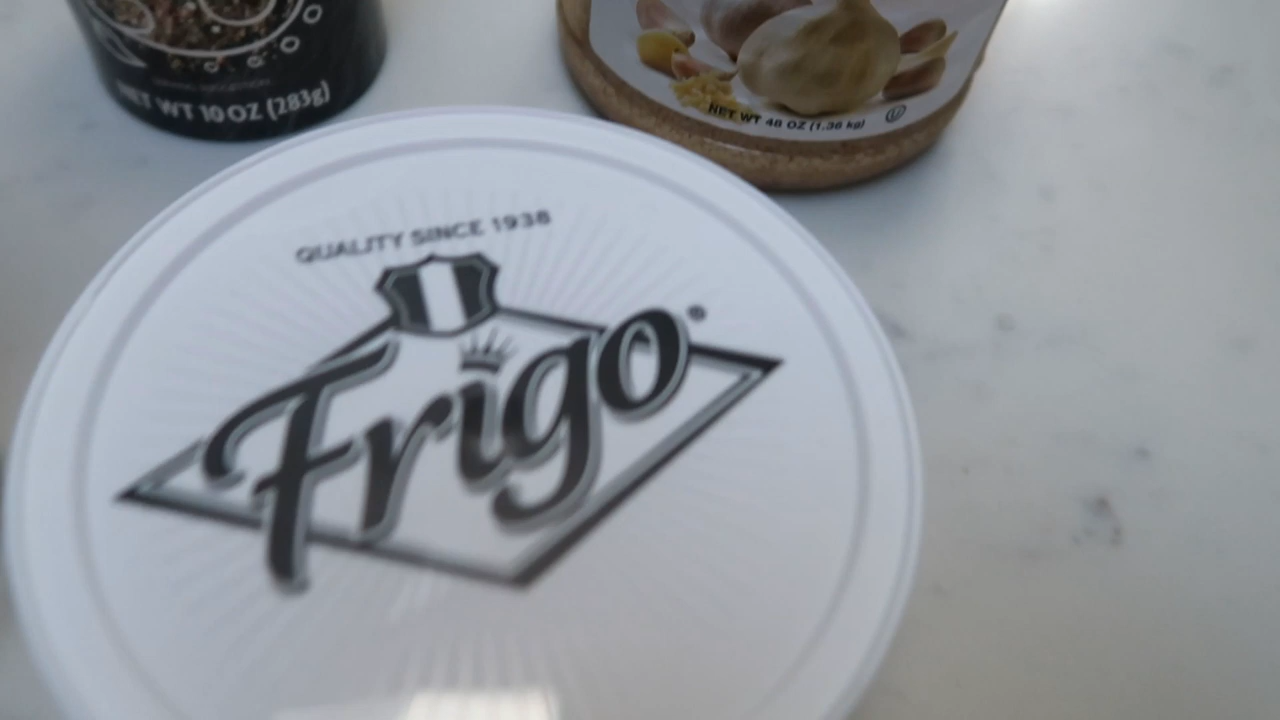 NET WT 10 OZ (283g)
NET WT 48 OZ (1.36 kg)
QUALITY SINCE 1938
Frigo®